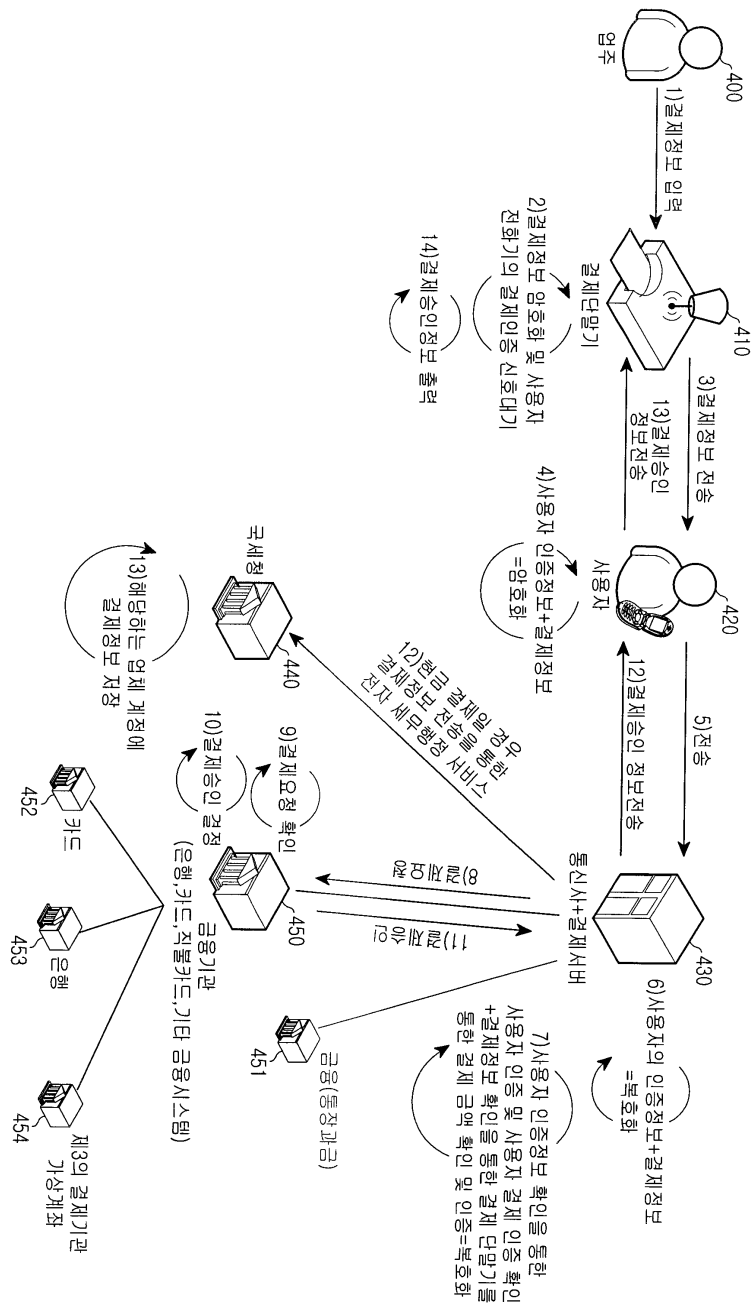 400
업주
1)결제정보 입력
410
결제단말기
2)결제정보 암호화 및 사용자
전화기의 결제인증 신호대기
14)결제승인정보 출력
3)결제정보 전송
13)결제승인
정보전송
420
사용자
4)사용자 인증정보+결제정보
=암호화
5)전송
12)결제승인 정보전송
430
통신사+결제서버
6)사용자의 인증정보+결제정보
=복호화
7)사용자 인증정보 확인을 통한
사용자 인증 및 사용자 결제 인증 확인
+결제정보 확인을 통한 결제 단말기를
통한 결제 금액 확인 및 인증=복호화
12)현금 결제일 경우
결제정보 전송을 통한
전자 세무행정 서비스
440
국세청
13)해당하는 업체 계정에
결제정보 저장
8)결제요청
11)결제승인
9)결제요청 확인
10)결제승인 결정
450
금융기관
(은행,카드,직불카드,기타 금융시스템)
451
금융(통장과금)
452
카드
453
은행
454
제3의 결제기관
가상계좌